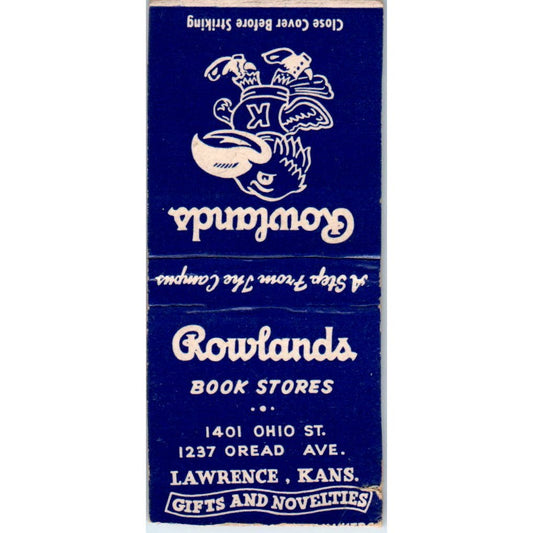 Close Cover Before Striking
K
Rowlands
A Step From The Campus
Rowlands
BOOK STORES
1401 OHIO ST.
1237 OREAD AVE.
LAWRENCE, KANS.
GIFTS AND NOVELTIES